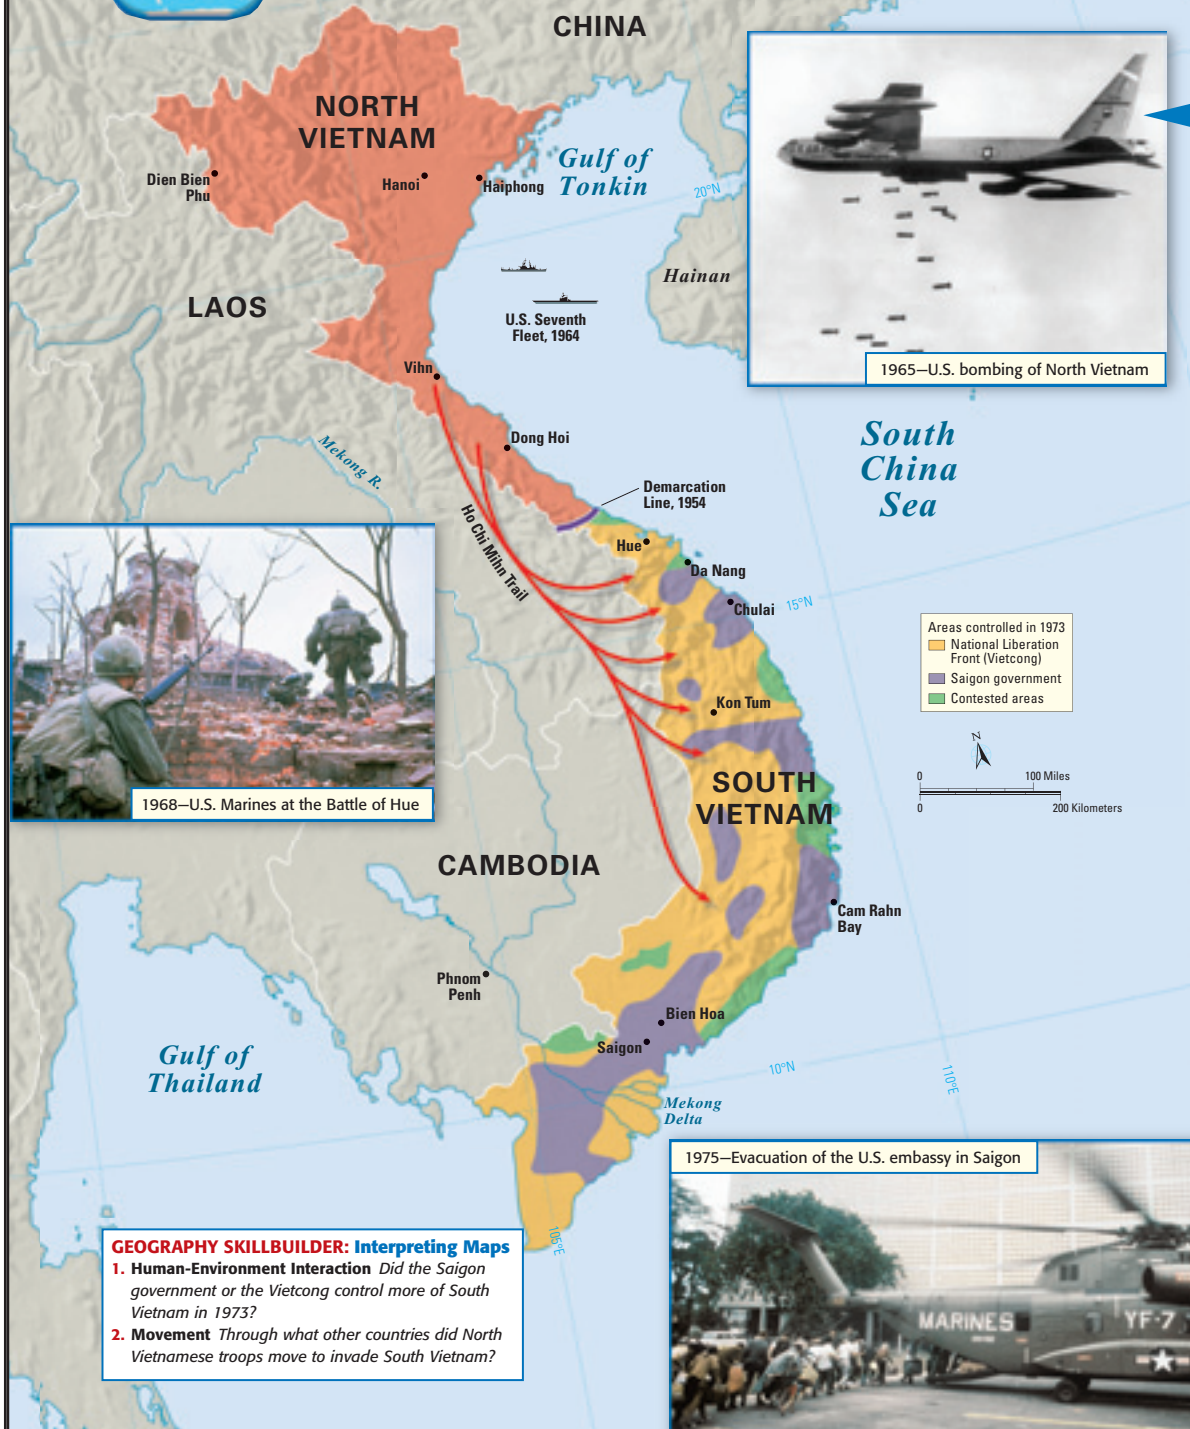 CHINA
NORTH
VIETNAM
Gulf of
Tonkin
Dien Bien
Phu
Hanoi
Haiphong
20°N
Hainan
LAOS
U.S. Seventh
Fleet, 1964
1965—U.S. bombing of North Vietnam
Vihn
South
China
Sea
Dong Hoi
Mekong R.
Demarcation
Line, 1954
Ho Chi Mihn Trail
Hue
Da Nang
Chulai
15°N
Areas controlled in 1973
National Liberation
Front (Vietcong)
Saigon government
Contested areas
Kon Tum
N
0 100 Miles
0 200 Kilometers
1968—U.S. Marines at the Battle of Hue
SOUTH
VIETNAM
CAMBODIA
Cam Rahn
Bay
Phnom
Penh
Bien Hoa
Saigon
Gulf of
Thailand
10°N
110°E
Mekong
Delta
1975—Evacuation of the U.S. embassy in Saigon
105°E
GEOGRAPHY SKILLBUILDER: Interpreting Maps
1. Human-Environment Interaction Did the Saigon
government or the Vietcong control more of South
Vietnam in 1973?
2. Movement Through what other countries did North
Vietnamese troops move to invade South Vietnam?
MARINES
YF-7